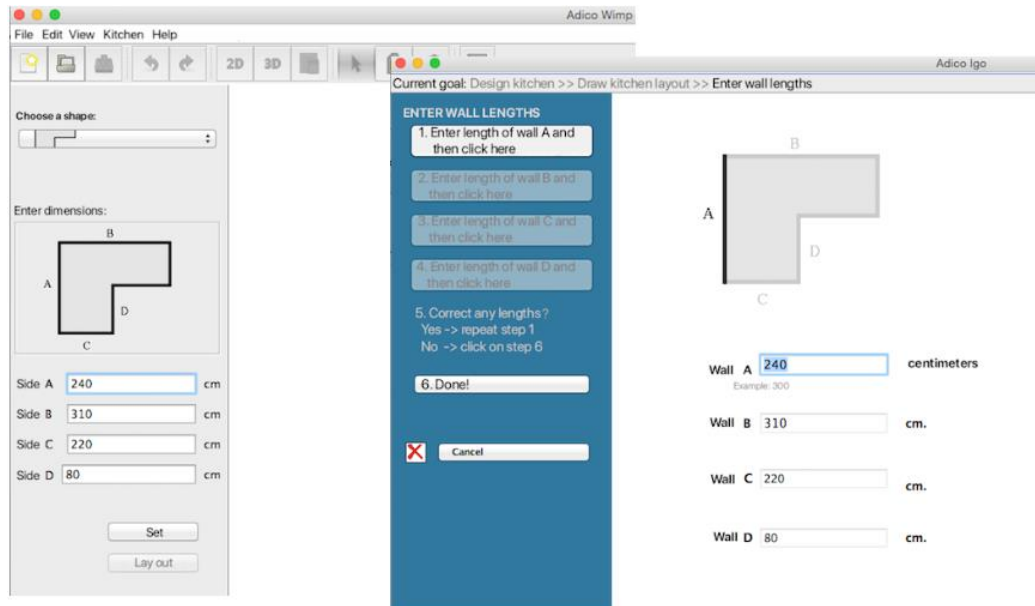 Adico Wimp
File Edit View Kitchen Help
2D 3D
Choose a shape:
Enter dimensions:
B
A
D
C
Side A 240 cm
Side B 310 cm
Side C 220 cm
Side D 80 cm
Set
Lay out
Adico Igo
Current goal: Design kitchen >> Draw kitchen layout >> Enter wall lengths
ENTER WALL LENGTHS
1. Enter length of wall A and
then click here
2. Enter length of wall B and
then click here
3. Enter length of wall C and
then click here
4. Enter length of wall D and
then click here
5. Correct any lengths?
Yes -> repeat step 1
No -> click on step 6
6. Done!
Cancel
B
A
D
C
Wall A 240 centimeters
Example: 300
Wall B 310 cm.
Wall C 220 cm.
Wall D 80 cm.